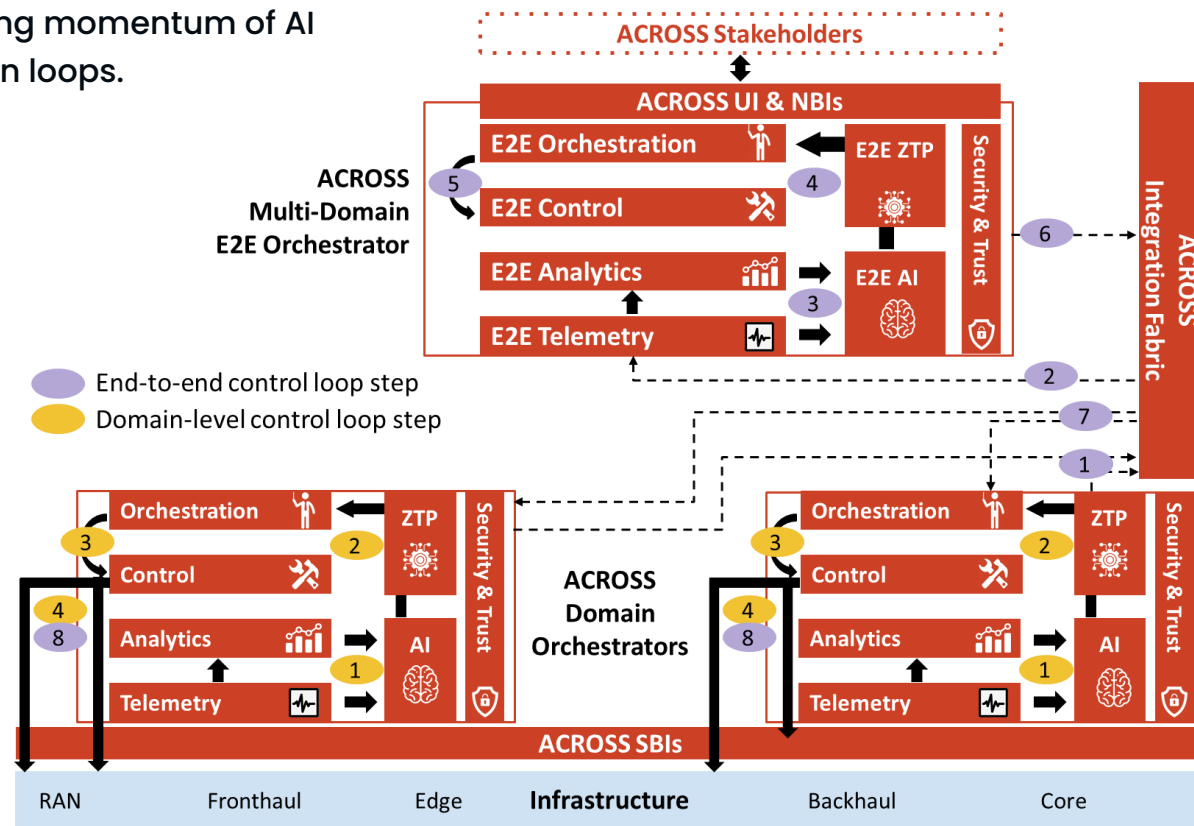 ng momentum of AI
n loops.
ACROSS Stakeholders
ACROSS UI & NBIs
ACROSS
Multi-Domain
E2E Orchestrator
E2E Orchestration
E2E Control
E2E Analytics
E2E Telemetry
E2E ZTP
E2E AI
Security & Trust
5
4
3
6
2
7
1
ACROSS
Integration Fabric
End-to-end control loop step
Domain-level control loop step
Orchestration
Control
Analytics
Telemetry
ZTP
AI
Security & Trust
3
2
4
8
1
ACROSS
Domain
Orchestrators
Orchestration
Control
Analytics
Telemetry
ZTP
AI
Security & Trust
3
2
4
8
1
ACROSS SBIs
RAN
Fronthaul
Edge
Infrastructure
Backhaul
Core